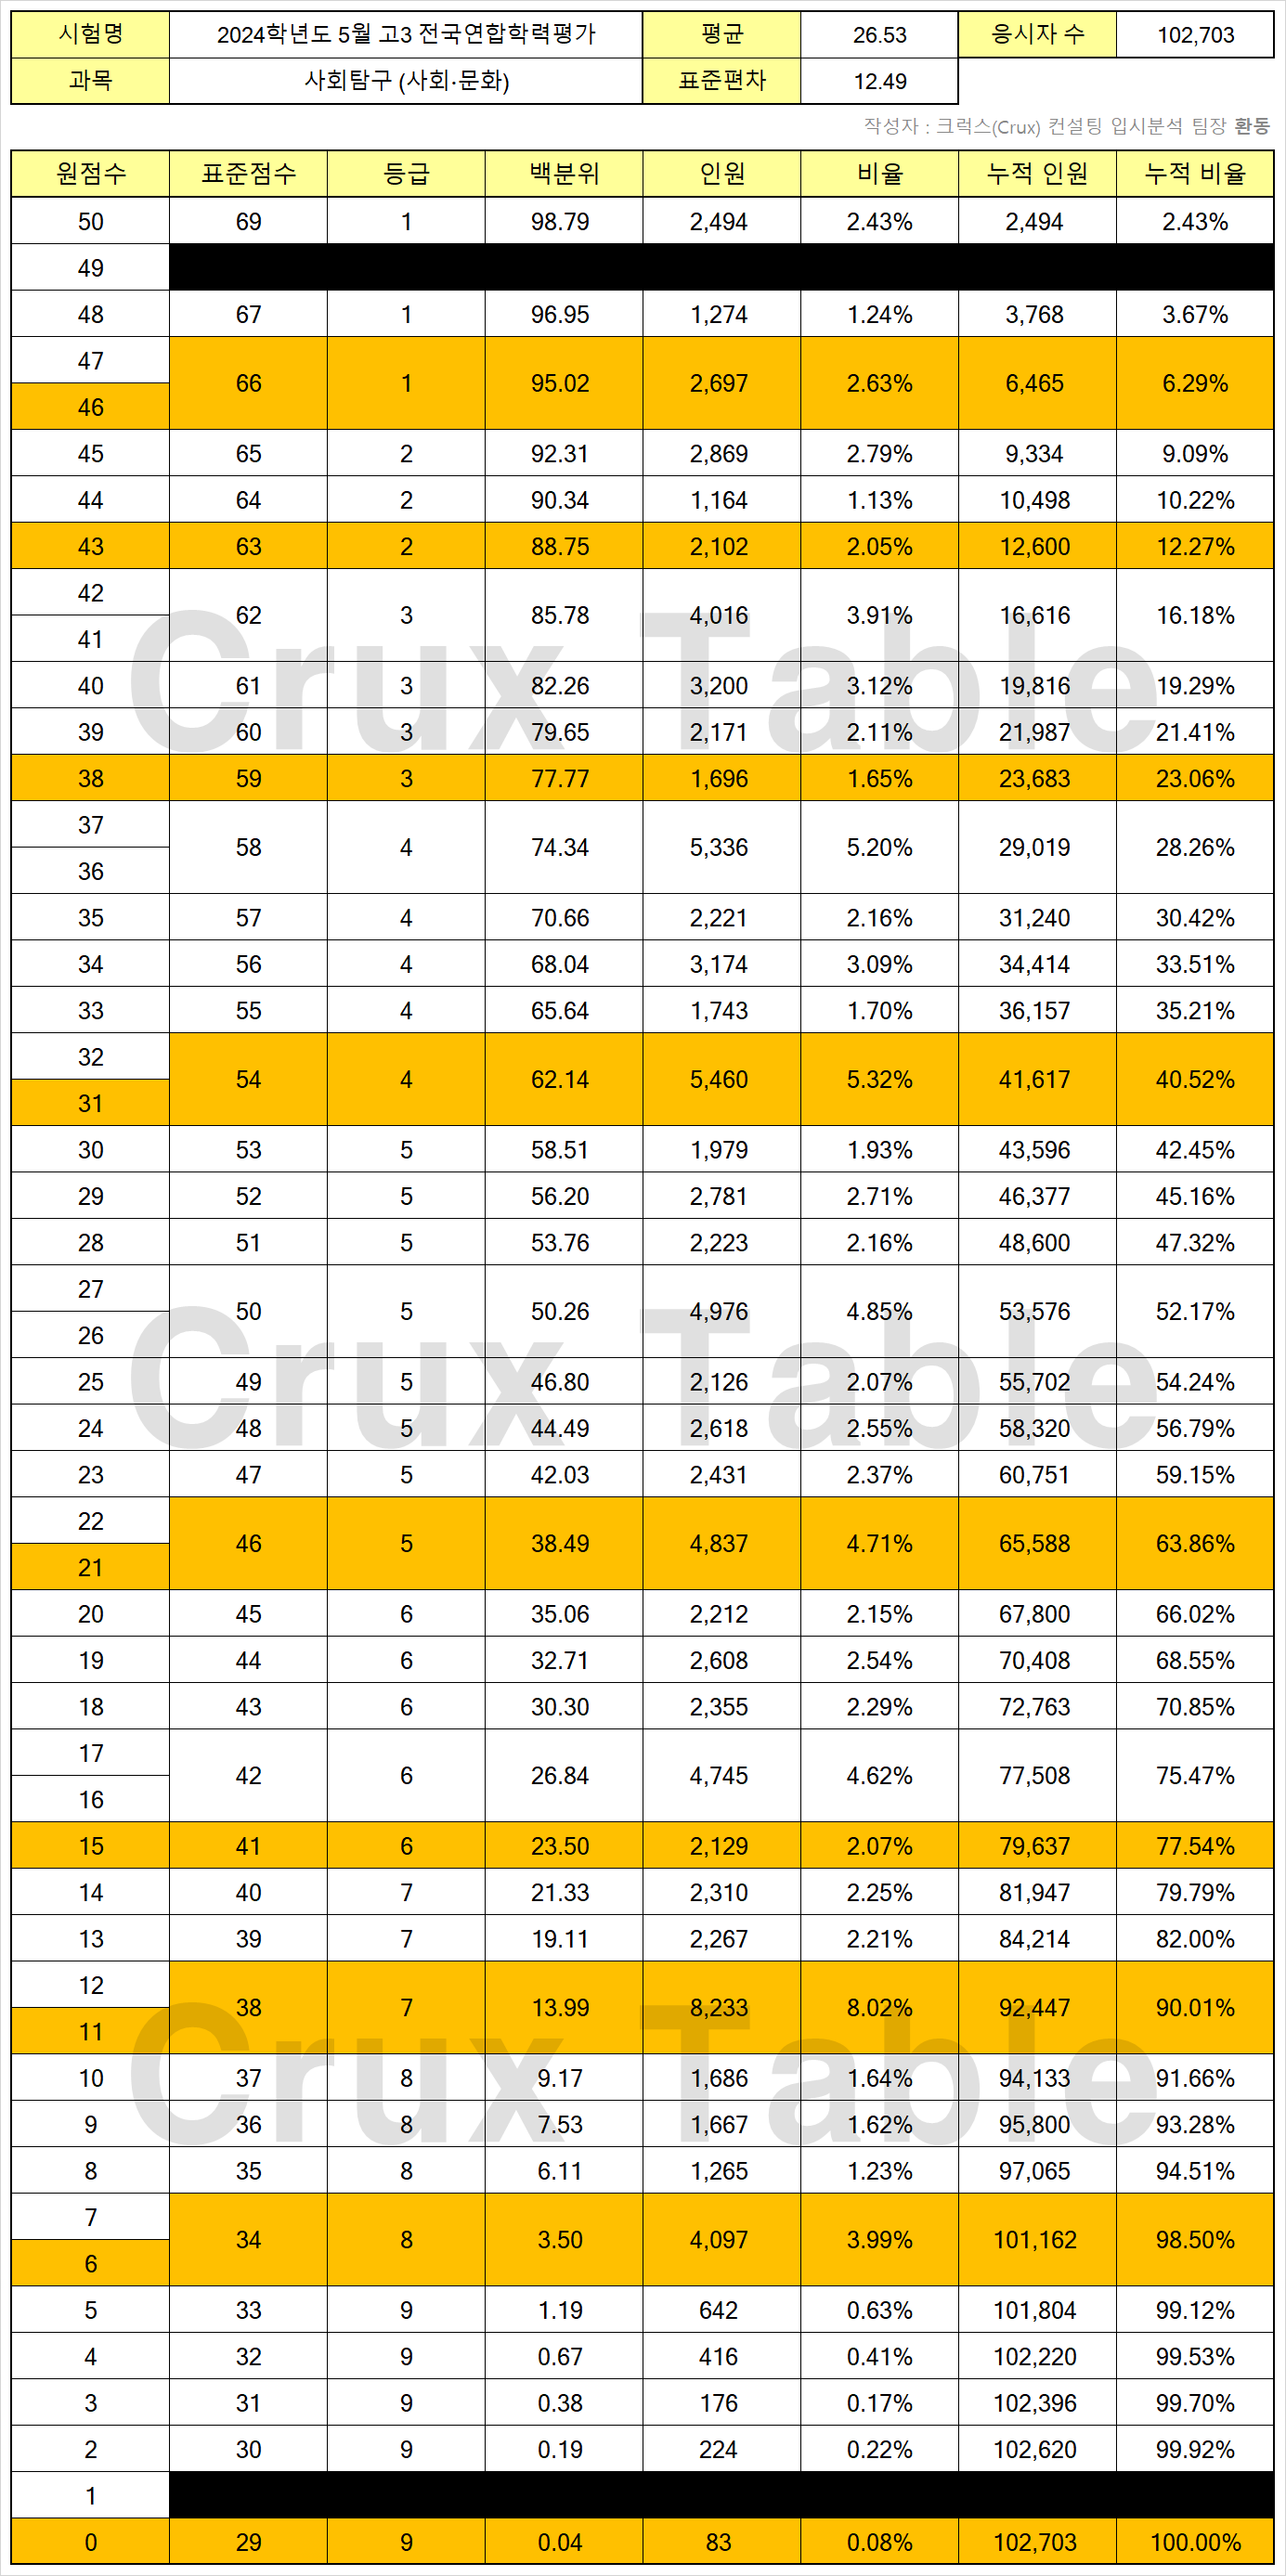 시험명 2024학년도 5월 고3 전국연합학력평가 평균 26.53 응시자 수 102,703
과목 사회탐구 (사회·문화) 표준편차 12.49
작성자 : 크럭스(Crux) 컨설팅 입시분석 팀장 환동
원점수 표준점수 등급 백분위 인원 비율 누적 인원 누적 비율
50 69 1 98.79 2,494 2.43% 2,494 2.43%
49
48 67 1 96.95 1,274 1.24% 3,768 3.67%
47
66 1 95.02 2,697 2.63% 6,465 6.29%
46
45 65 2 92.31 2,869 2.79% 9,334 9.09%
44 64 2 90.34 1,164 1.13% 10,498 10.22%
43 63 2 88.75 2,102 2.05% 12,600 12.27%
42
62 3 85.78 4,016 3.91% 16,616 16.18%
41
Crux Table
40 61 3 82.26 3,200 3.12% 19,816 19.29%
39 60 3 79.65 2,171 2.11% 21,987 21.41%
38 59 3 77.77 1,696 1.65% 23,683 23.06%
37
58 4 74.34 5,336 5.20% 29,019 28.26%
36
35 57 4 70.66 2,221 2.16% 31,240 30.42%
34 56 4 68.04 3,174 3.09% 34,414 33.51%
33 55 4 65.64 1,743 1.70% 36,157 35.21%
32
54 4 62.14 5,460 5.32% 41,617 40.52%
31
30 53 5 58.51 1,979 1.93% 43,596 42.45%
29 52 5 56.20 2,781 2.71% 46,377 45.16%
28 51 5 53.76 2,223 2.16% 48,600 47.32%
27
50 5 50.26 4,976 4.85% 53,576 52.17%
26
Crux Table
25 49 5 46.80 2,126 2.07% 55,702 54.24%
24 48 5 44.49 2,618 2.55% 58,320 56.79%
23 47 5 42.03 2,431 2.37% 60,751 59.15%
22
46 5 38.49 4,837 4.71% 65,588 63.86%
21
20 45 6 35.06 2,212 2.15% 67,800 66.02%
19 44 6 32.71 2,608 2.54% 70,408 68.55%
18 43 6 30.30 2,355 2.29% 72,763 70.85%
17
42 6 26.84 4,745 4.62% 77,508 75.47%
16
15 41 6 23.50 2,129 2.07% 79,637 77.54%
14 40 7 21.33 2,310 2.25% 81,947 79.79%
13 39 7 19.11 2,267 2.21% 84,214 82.00%
12
38 7 13.99 8,233 8.02% 92,447 90.01%
11
Crux Table
10 37 8 9.17 1,686 1.64% 94,133 91.66%
9 36 8 7.53 1,667 1.62% 95,800 93.28%
8 35 8 6.11 1,265 1.23% 97,065 94.51%
7
34 8 3.50 4,097 3.99% 101,162 98.50%
6
5 33 9 1.19 642 0.63% 101,804 99.12%
4 32 9 0.67 416 0.41% 102,220 99.53%
3 31 9 0.38 176 0.17% 102,396 99.70%
2 30 9 0.19 224 0.22% 102,620 99.92%
1
0 29 9 0.04 83 0.08% 102,703 100.00%